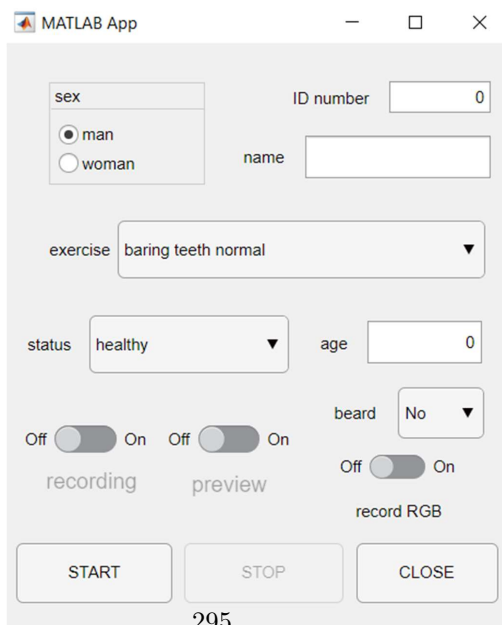 MATLAB App
sex
man
woman
ID number 0
name
exercise baring teeth normal
status healthy
age 0
beard No
Off On
recording
Off On
preview
Off On
record RGB
START STOP CLOSE
295